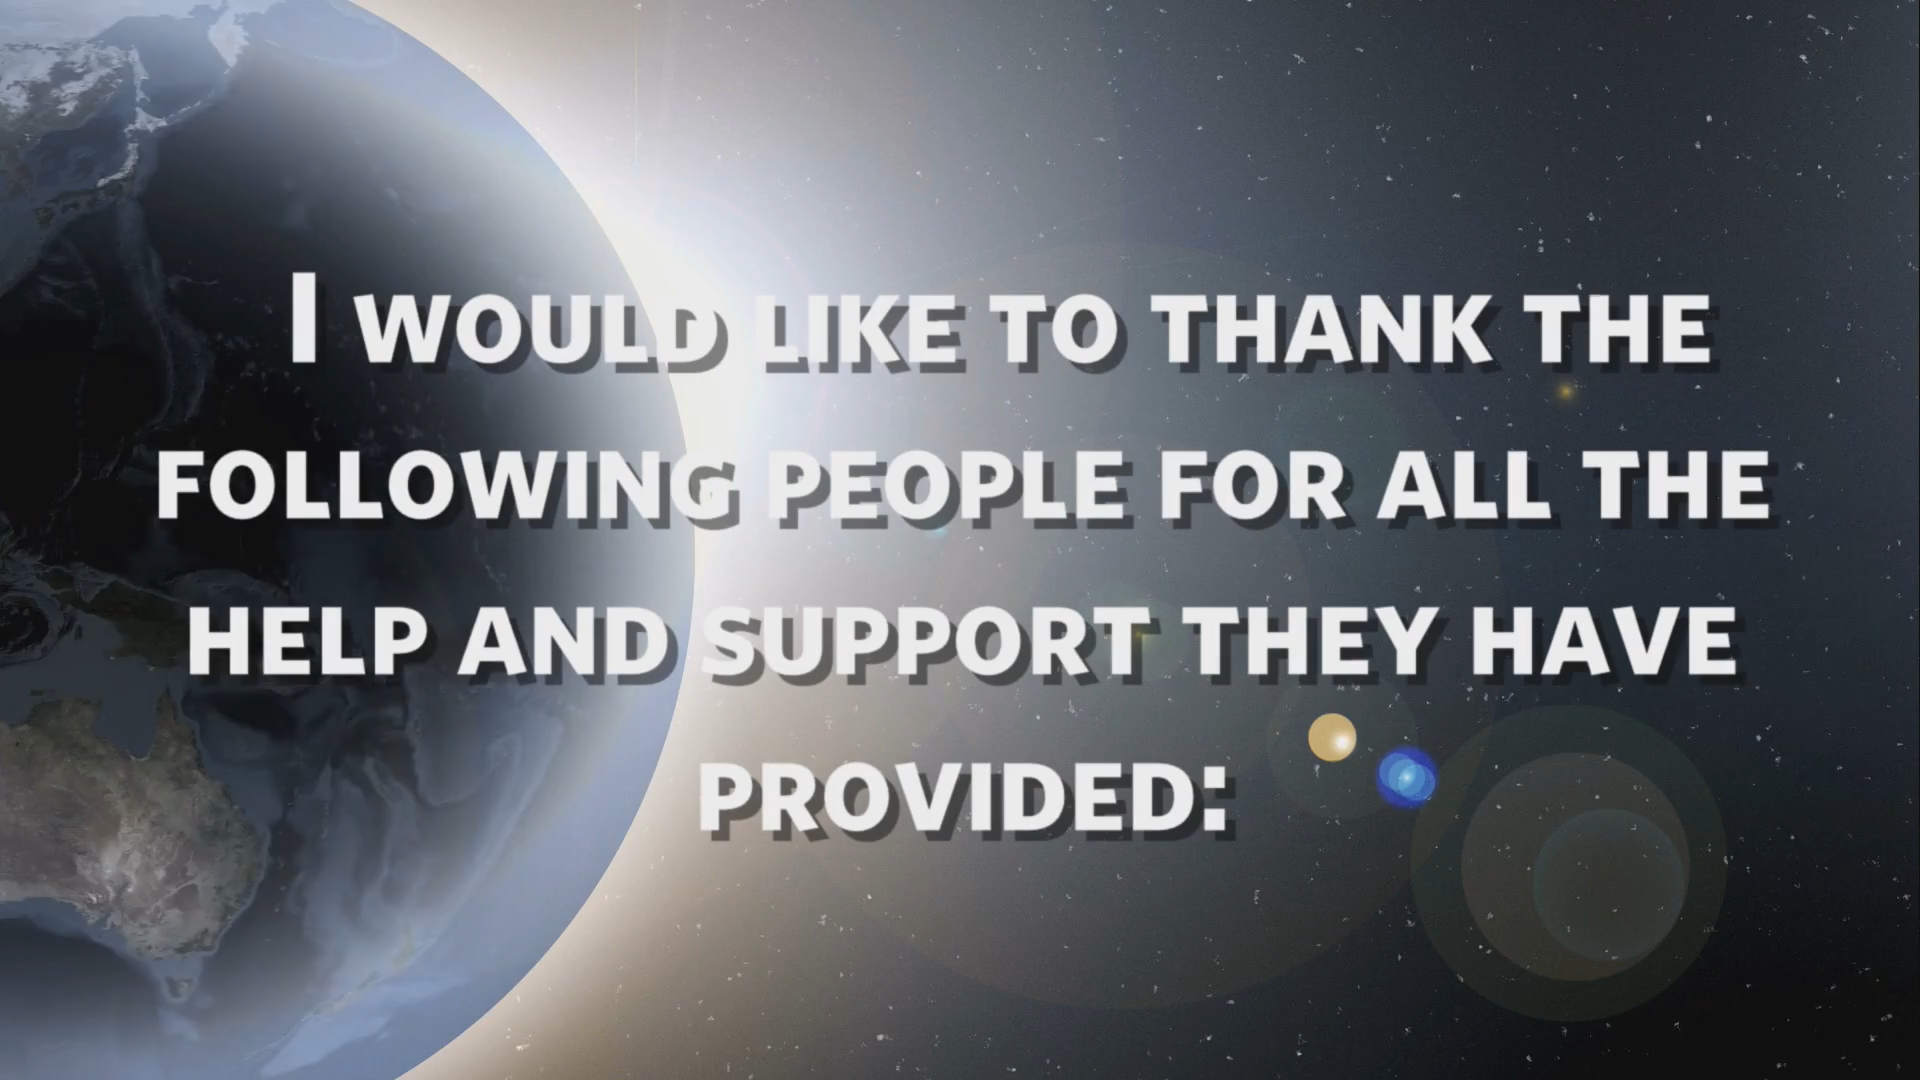 I WOULD LIKE TO THANK THE
FOLLOWING PEOPLE FOR ALL THE
HELP AND SUPPORT THEY HAVE
PROVIDED: